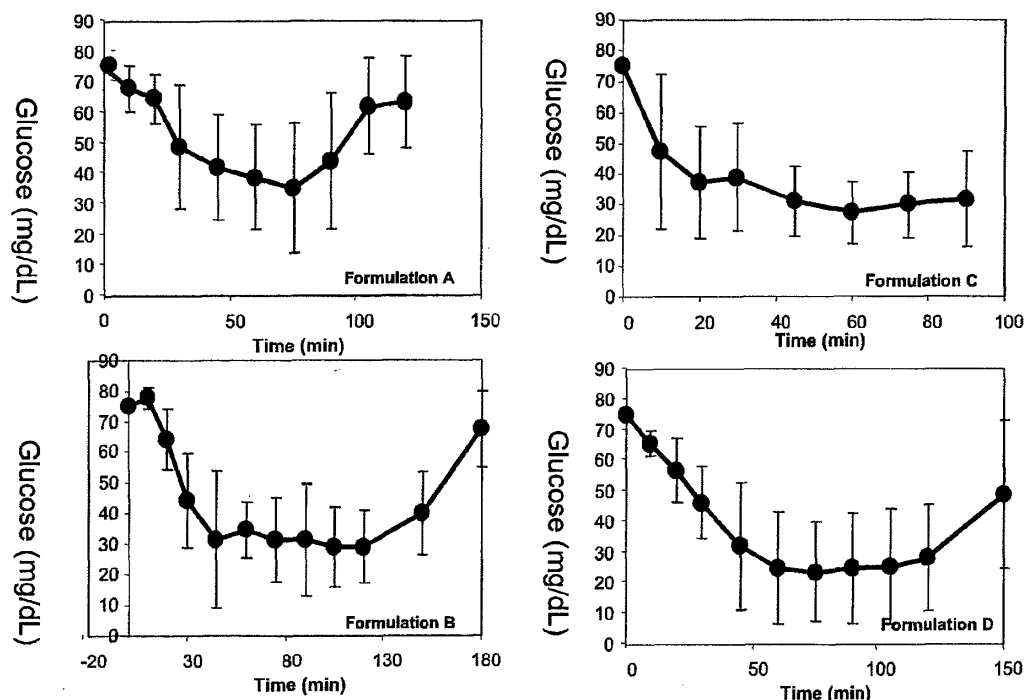 90
80
70
60
50
40
30
20
10
0
Glucose (mg/dL)
Formulation A
0 50 100 150
Time (min)
90
80
70
60
50
40
30
20
10
0
Glucose (mg/dL)
Formulation C
0 20 40 60 80 100
Time (min)
90
80
70
60
50
40
30
20
10
0
Glucose (mg/dL)
Formulation B
-20 30 80 130 180
Time (min)
90
80
70
60
50
40
30
20
10
0
Glucose (mg/dL)
Formulation D
0 50 100 150
Time (min)